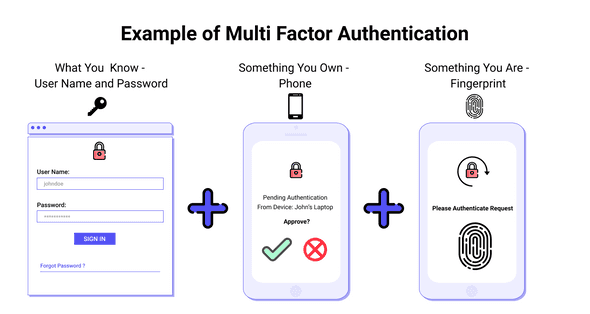 Example of Multi Factor Authentication
What You Know -
User Name and Password
Something You Own -
Phone
Something You Are -
Fingerprint
User Name:
johndoe
Password:
***********
SIGN IN
Forgot Password ?
Pending Authentication
From Device: John's Laptop
Approve?
Please Authenticate Request